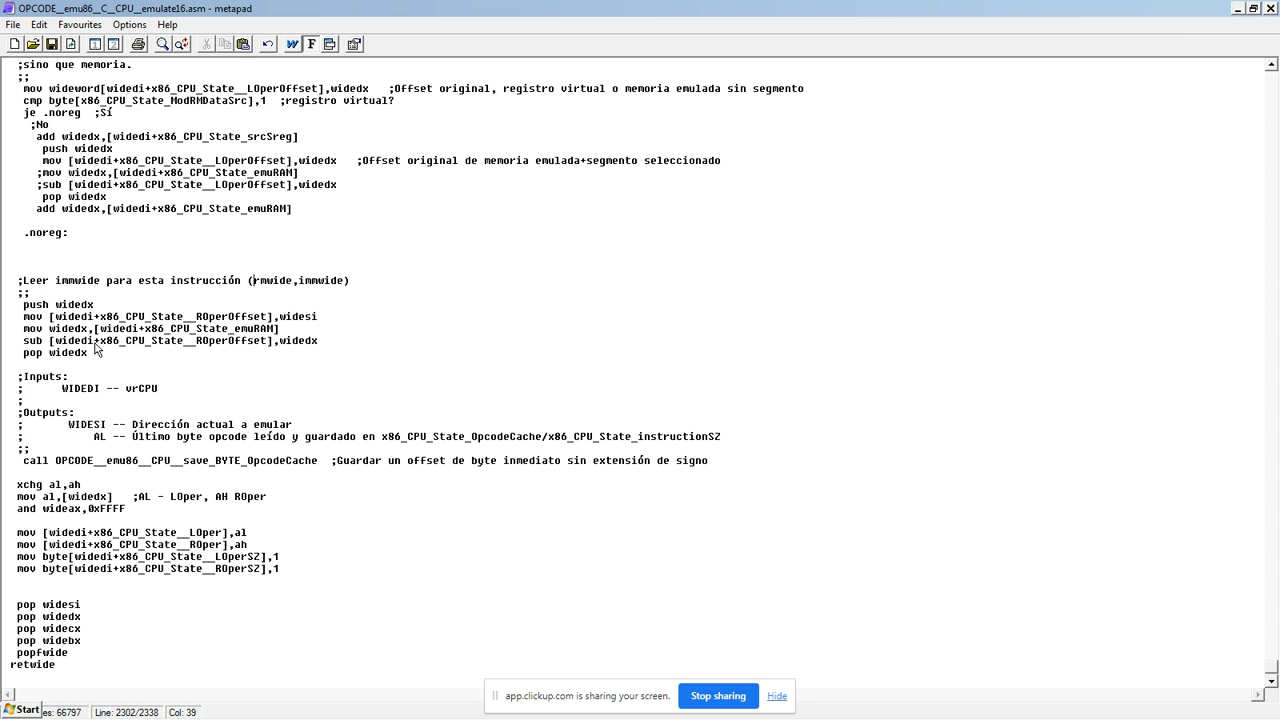 OPCODE__emu86__C__CPU__emulate16.asm - metapad
File Edit Favourites Options Help
;sino que memoria.
;;
mov wideword[widedi+x86_CPU_State__LOperOffset],widedx ;Offset original, registro virtual o memoria emulada sin segmento
cmp byte[x86_CPU_State_ModRMDataSrc],1 ;registro virtual?
je .noreg ;Sí
;No
add widedx,[widedi+x86_CPU_State_srcSreg]
push widedx
mov [widedi+x86_CPU_State__LOperOffset],widedx ;Offset original de memoria emulada+segmento seleccionado
;mov widedx,[widedi+x86_CPU_State_emuRAM]
;sub [widedi+x86_CPU_State__LOperOffset],widedx
pop widedx
add widedx,[widedi+x86_CPU_State_emuRAM]
.noreg:
;Leer immwide para esta instrucción (rmwide,immwide)
;;
push widedx
mov [widedi+x86_CPU_State__ROperOffset],widesi
mov widedx,[widedi+x86_CPU_State_emuRAM]
sub [widedi+x86_CPU_State__ROperOffset],widedx
pop widedx
;Inputs:
; WIDEDI -- vrCPU
;
;Outputs:
; WIDESI -- Dirección actual a emular
; AL -- Último byte opcode leído y guardado en x86_CPU_State_OpcodeCache/x86_CPU_State_instructionSZ
;;
call OPCODE__emu86__CPU__save_BYTE_OpcodeCache ;Guardar un offset de byte inmediato sin extensión de signo
xchg al,ah
mov al,[widedx] ;AL - LOper, AH ROper
and wideax,0xFFFF
mov [widedi+x86_CPU_State__LOper],al
mov [widedi+x86_CPU_State__ROper],ah
mov byte[widedi+x86_CPU_State__LOperSZ],1
mov byte[widedi+x86_CPU_State__ROperSZ],1
pop widesi
pop widedx
pop widecx
pop widebx
popfwide
retwide
app.clickup.com is sharing your screen. Stop sharing Hide
Start es: 66797 Line: 2302/2338 Col: 39